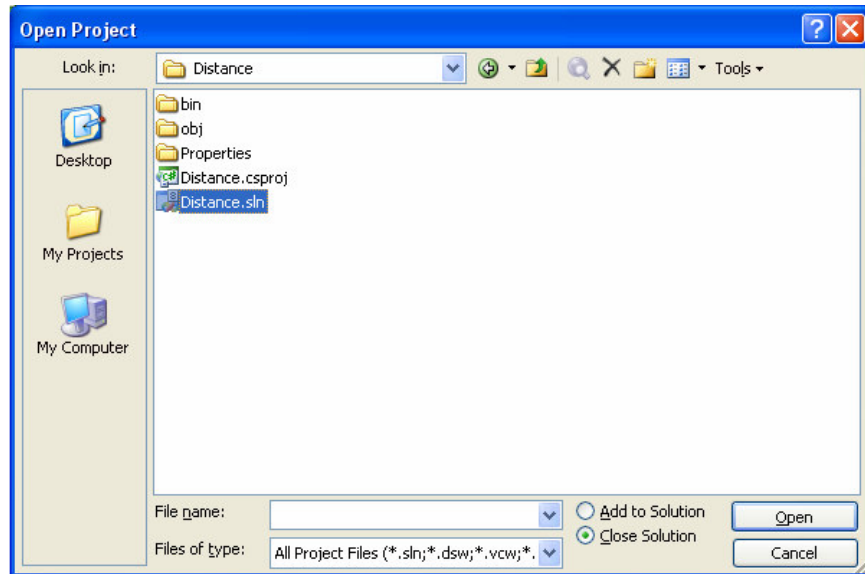 Open Project
Look in:
Distance
Tools
Desktop
My Projects
My Computer
bin
obj
Properties
Distance.csproj
Distance.sln
File name:
Add to Solution
Open
Close Solution
Files of type:
All Project Files (*.sln;*.dsw;*.vcw;*.
Cancel